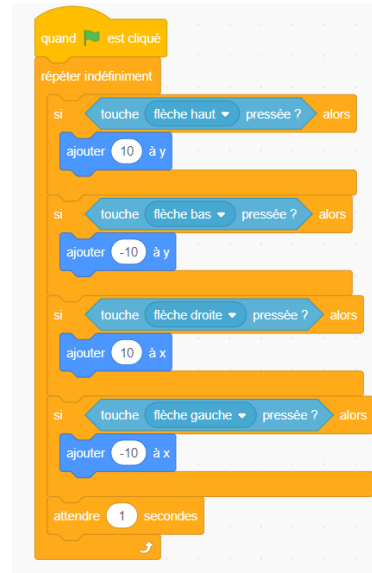 quand est cliqué
répéter indéfiniment
si touche flèche haut pressée ? alors
ajouter 10 à y
si touche flèche bas pressée ? alors
ajouter -10 à y
si touche flèche droite pressée ? alors
ajouter 10 à x
si touche flèche gauche pressée ? alors
ajouter -10 à x
attendre 1 secondes